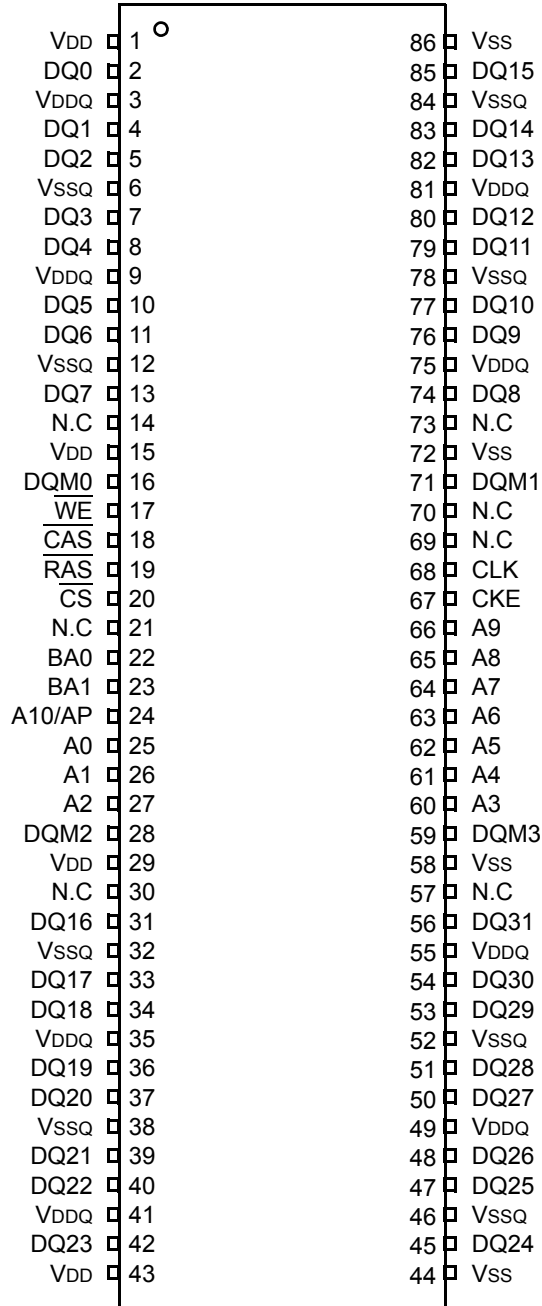 VDD 1 86 VSS
DQ0 2 85 DQ15
VDDQ 3 84 VSSQ
DQ1 4 83 DQ14
DQ2 5 82 DQ13
VSSQ 6 81 VDDQ
DQ3 7 80 DQ12
DQ4 8 79 DQ11
VDDQ 9 78 VSSQ
DQ5 10 77 DQ10
DQ6 11 76 DQ9
VSSQ 12 75 VDDQ
DQ7 13 74 DQ8
N.C 14 73 N.C
VDD 15 72 VSS
DQM0 16 71 DQM1
W̅E̅ 17 70 N.C
C̅A̅S̅ 18 69 N.C
R̅A̅S̅ 19 68 CLK
C̅S̅ 20 67 CKE
N.C 21 66 A9
BA0 22 65 A8
BA1 23 64 A7
A10/AP 24 63 A6
A0 25 62 A5
A1 26 61 A4
A2 27 60 A3
DQM2 28 59 DQM3
VDD 29 58 VSS
N.C 30 57 N.C
DQ16 31 56 DQ31
VSSQ 32 55 VDDQ
DQ17 33 54 DQ30
DQ18 34 53 DQ29
VDDQ 35 52 VSSQ
DQ19 36 51 DQ28
DQ20 37 50 DQ27
VSSQ 38 49 VDDQ
DQ21 39 48 DQ26
DQ22 40 47 DQ25
VDDQ 41 46 VSSQ
DQ23 42 45 DQ24
VDD 43 44 VSS